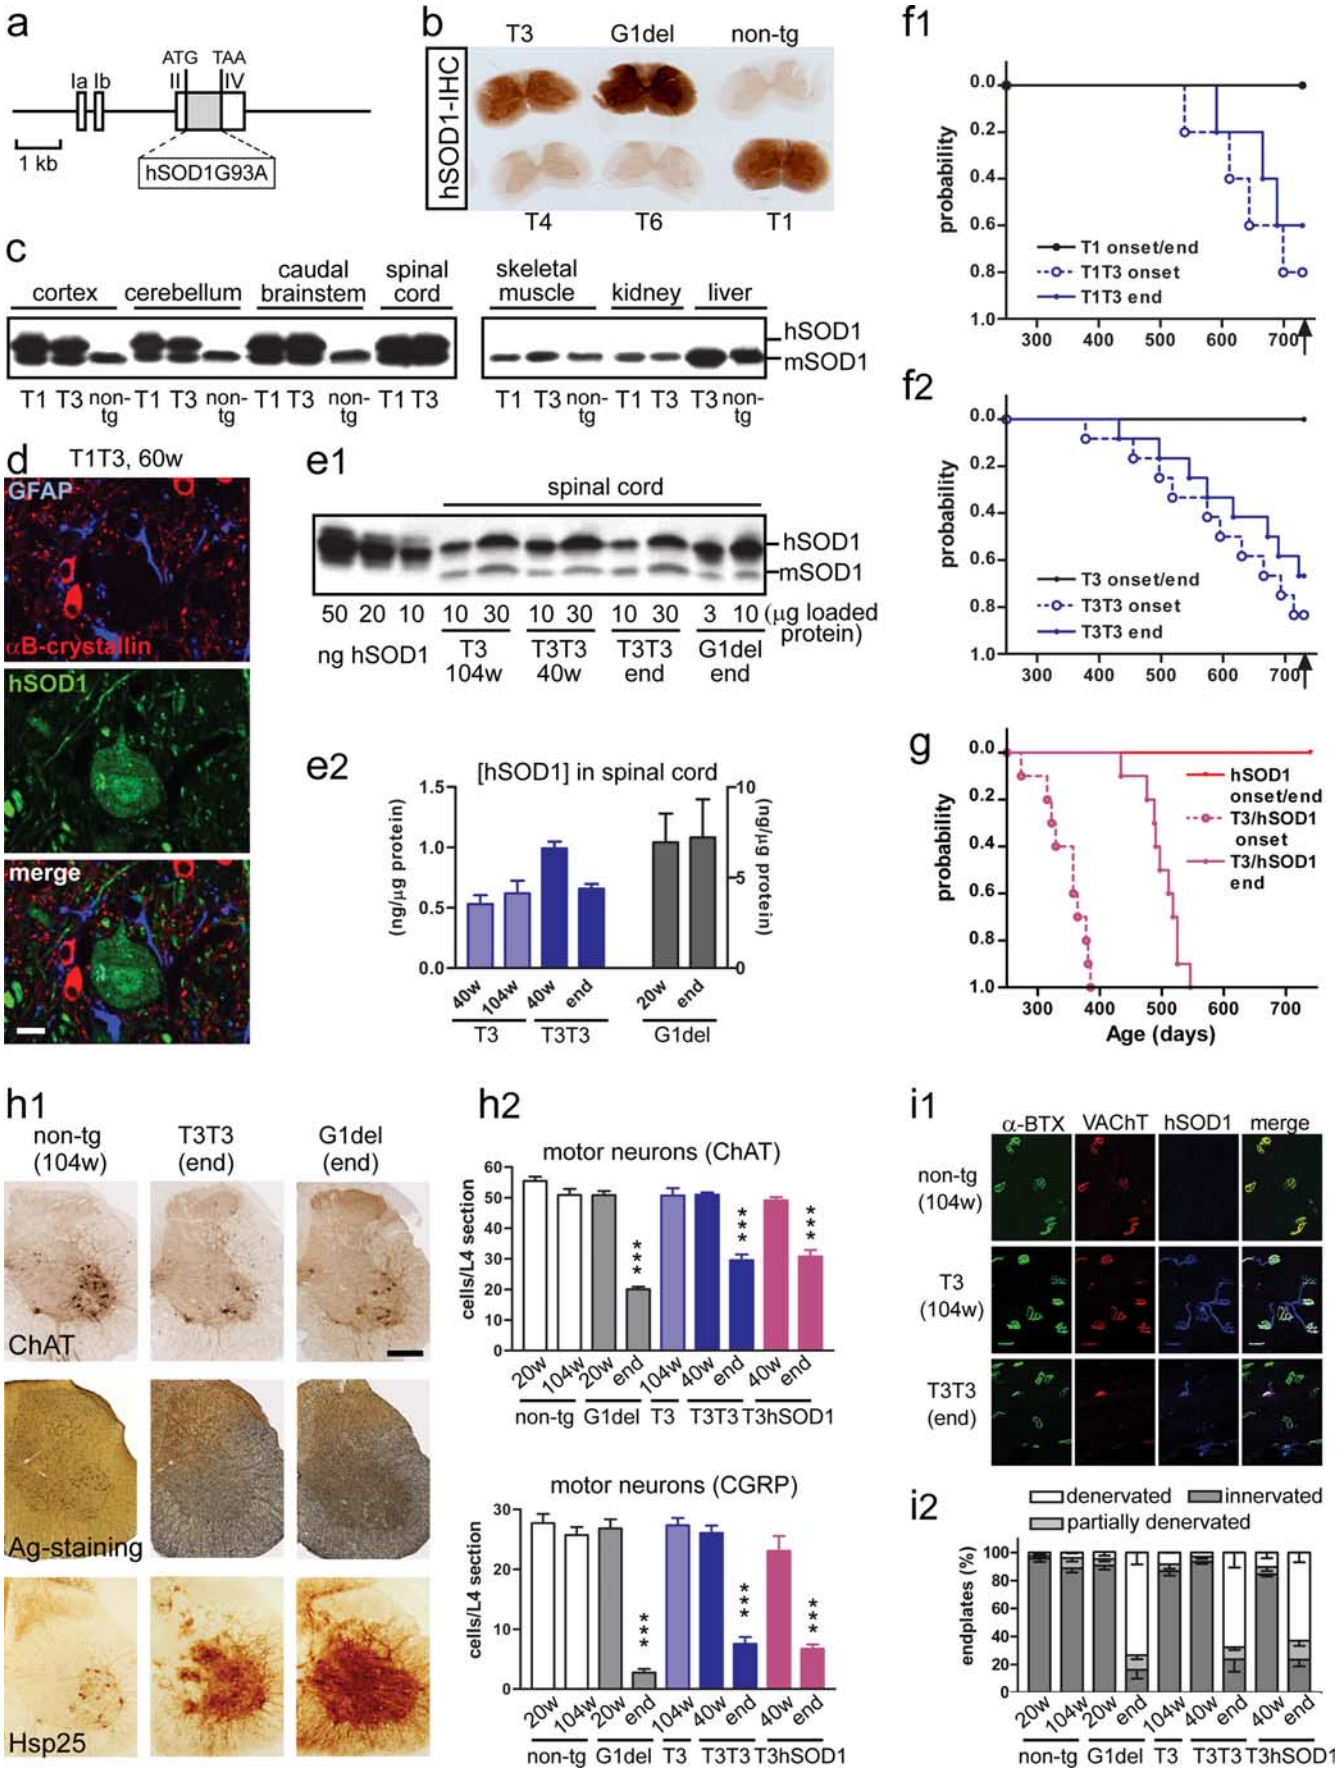 a
ATG TAA
Ia Ib II IV
1 kb
hSOD1G93A
b
T3 G1del non-tg
hSOD1-IHC
T4 T6 T1
c
cortex cerebellum caudal brainstem spinal cord skeletal muscle kidney liver
hSOD1
mSOD1
T1 T3 non-tg T1 T3 non-tg T1 T3 non-tg T1 T3 T1 T3 non-tg T1 T3 T3 non-tg
d
T1T3, 60w
GFAP
αB-crystallin
hSOD1
merge
e1
spinal cord
hSOD1
mSOD1
50 20 10 10 30 10 30 10 30 3 10 (µg loaded protein)
ng hSOD1 T3 104w T3T3 40w T3T3 end G1del end
e2
[hSOD1] in spinal cord
(ng/µg protein)
1.5
1.0
0.5
0.0
10
5
0
(ng/µg protein)
40w 104w 40w end 20w end
T3 T3T3 G1del
f1
probability
0.0
0.2
0.4
0.6
0.8
1.0
T1 onset/end
T1T3 onset
T1T3 end
300 400 500 600 700
f2
probability
0.0
0.2
0.4
0.6
0.8
1.0
T3 onset/end
T3T3 onset
T3T3 end
300 400 500 600 700
g
probability
0.0
0.2
0.4
0.6
0.8
1.0
hSOD1
onset/end
T3/hSOD1
onset
T3/hSOD1
end
300 400 500 600 700
Age (days)
h1
non-tg (104w) T3T3 (end) G1del (end)
ChAT
Ag-staining
Hsp25
h2
motor neurons (ChAT)
cells/L4 section
60
50
40
30
20
10
0
*** *** ***
20w 104w 20w end 104w 40w end 40w end
non-tg G1del T3 T3T3 T3hSOD1
motor neurons (CGRP)
cells/L4 section
30
20
10
0
*** *** ***
20w 104w 20w end 104w 40w end 40w end
non-tg G1del T3 T3T3 T3hSOD1
i1
α-BTX VAChT hSOD1 merge
non-tg
(104w)
T3
(104w)
T3T3
(end)
i2
denervated innervated
partially denervated
endplates (%)
100
80
60
40
20
0
20w 104w 20w end 104w 40w end 40w end
non-tg G1del T3 T3T3 T3hSOD1